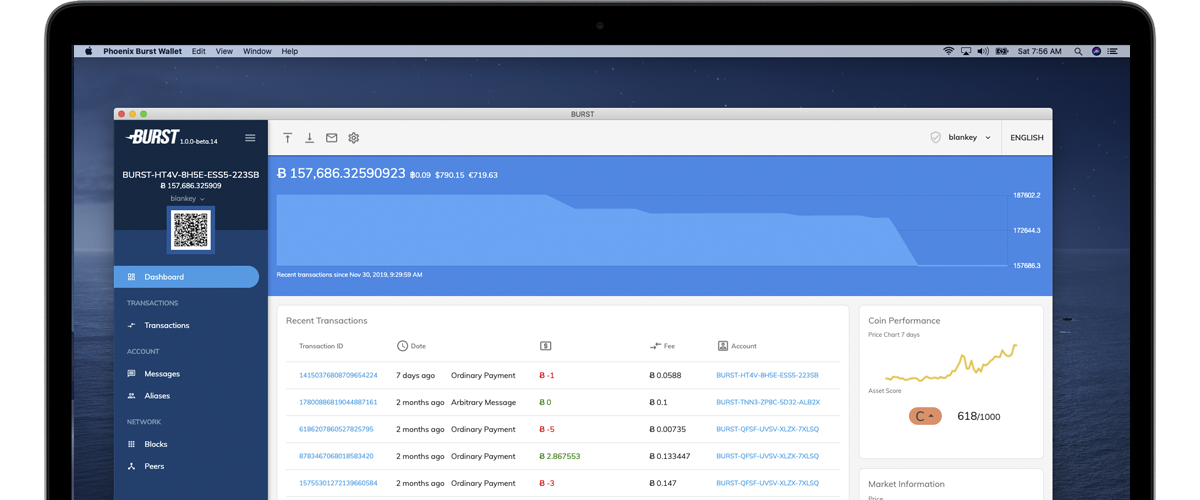 Phoenix Burst Wallet Edit View Window Help Sat 7:56 AM
BURST
BURST 1.0.0-beta.14
blankey ENGLISH
BURST-HT4V-8H5E-ESS5-223SB
Ƀ 157,686.325909
blankey
Ƀ 157,686.32590923 ฿0.09 $790.15 €719.63
187602.2
172644.3
157686.3
Recent transactions since Nov 30, 2019, 9:29:59 AM
Dashboard
TRANSACTIONS
Transactions
ACCOUNT
Messages
Aliases
NETWORK
Blocks
Peers
Recent Transactions
Transaction ID Date Fee Account
14150376808709654224 7 days ago Ordinary Payment Ƀ -1 Ƀ 0.0588 BURST-HT4V-8H5E-ESS5-223SB
17800886819044887161 2 months ago Arbitrary Message Ƀ 0 Ƀ 0.1 BURST-TNN3-ZP8C-5D32-ALB2X
6186207860527825795 2 months ago Ordinary Payment Ƀ -5 Ƀ 0.00735 BURST-QFSF-UVSV-XLZX-7XLSQ
8783467068018583420 2 months ago Ordinary Payment Ƀ 2.867553 Ƀ 0.133447 BURST-QFSF-UVSV-XLZX-7XLSQ
15755301272139660584 2 months ago Ordinary Payment Ƀ -3 Ƀ 0.147 BURST-QFSF-UVSV-XLZX-7XLSQ
Coin Performance
Price Chart 7 days
Asset Score
C 618/1000
Market Information
Price